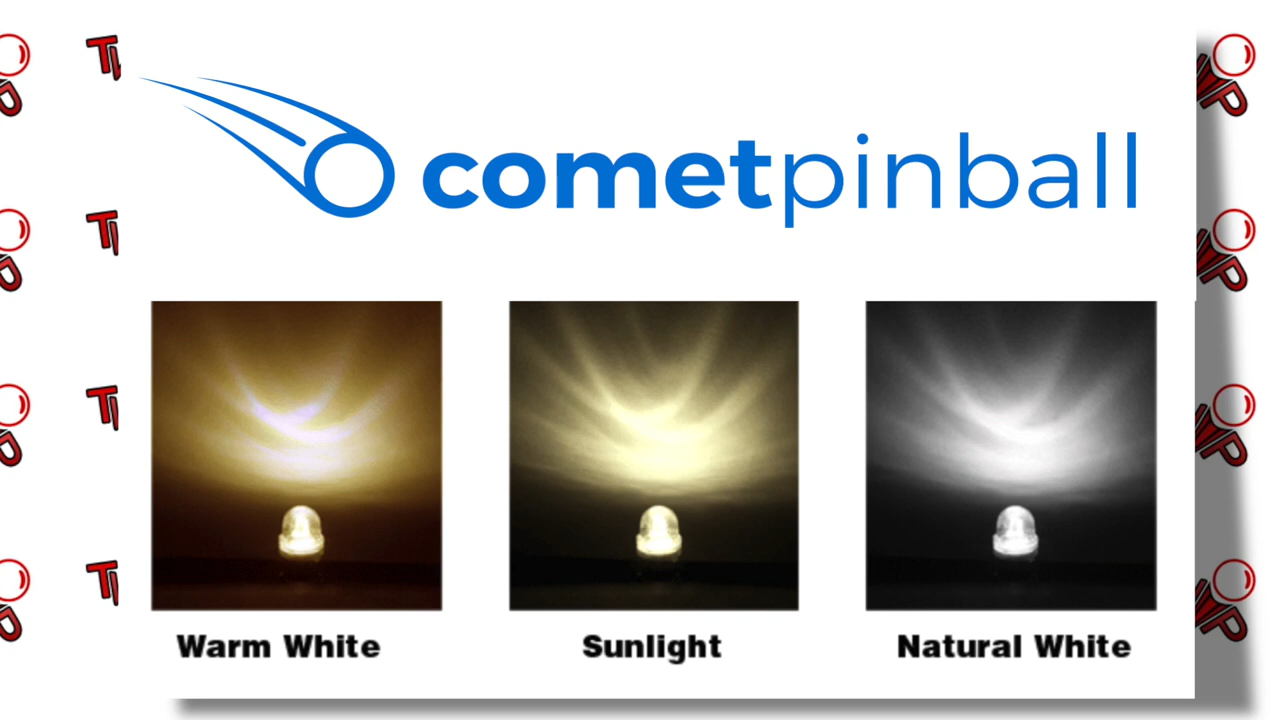 cometpinball
Warm White
Sunlight
Natural White